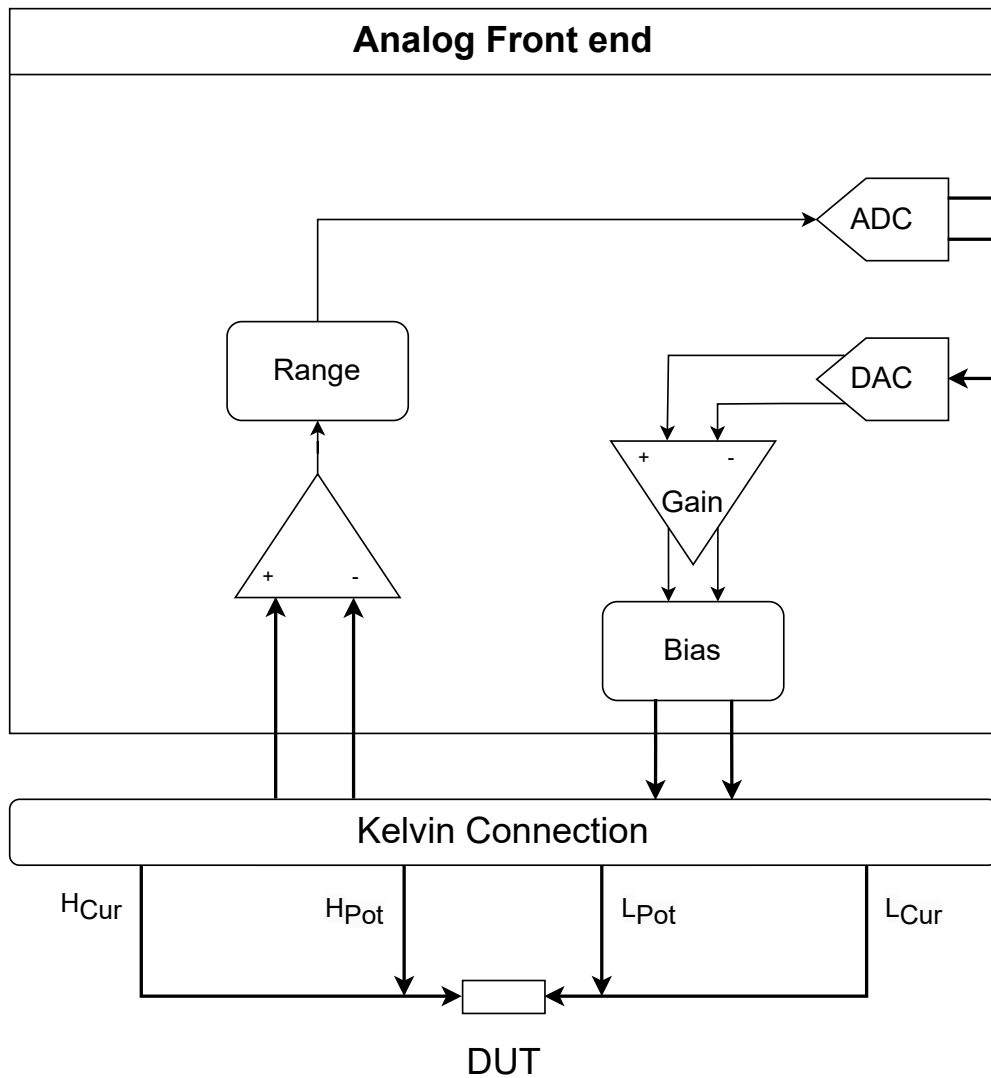 Analog Front end
ADC
Range
DAC
+ -
Gain
+ -
Bias
Kelvin Connection
HCur
HPot
LPot
LCur
DUT